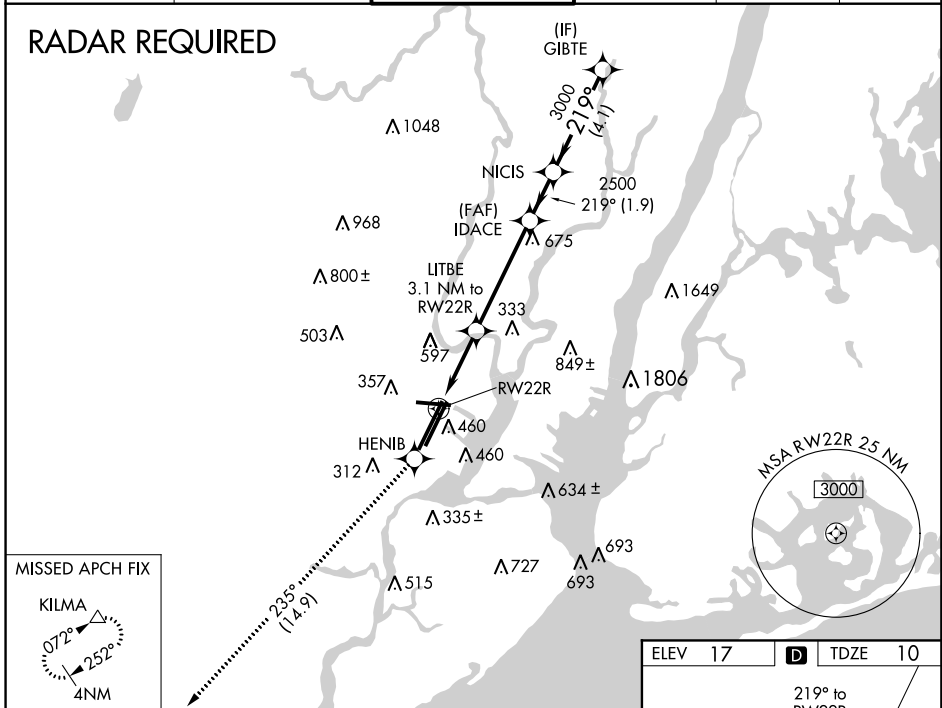 RADAR REQUIRED
(IF)
GIBTE
3000
219°
(4.1)
1048
NICIS
2500
219° (1.9)
(FAF)
IDACE
968
675
800 ±
LITBE
3.1 NM to
RW22R
1649
333
503
597
849 ±
357
1806
RW22R
460
HENIB
460
312
MSA RW22R 25 NM
3000
634 ±
335 ±
693
727
693
515
235°
(14.9)
MISSED APCH FIX
KILMA
072°
252°
4NM
ELEV 17 D TDZE 10
219° to
RW22R